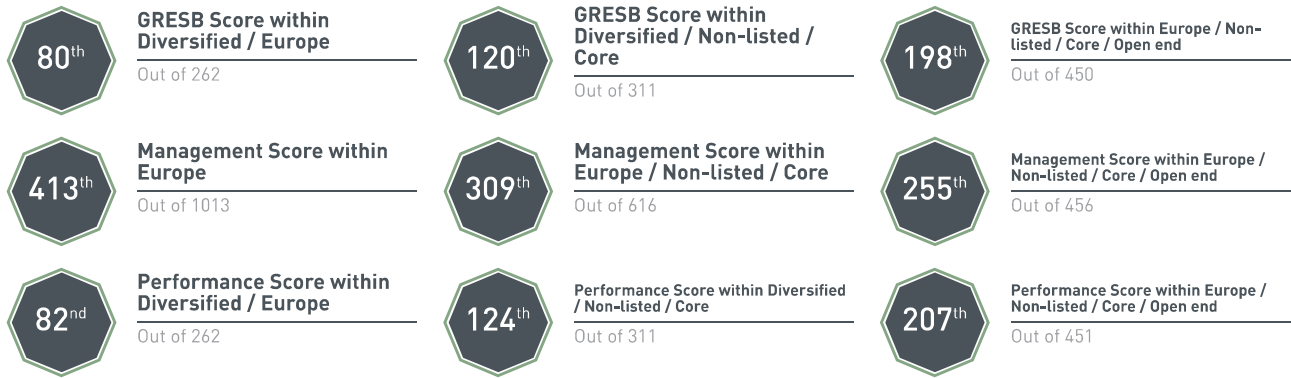 80th
GRESB Score within
Diversified / Europe
Out of 262
120th
GRESB Score within
Diversified / Non-listed /
Core
Out of 311
198th
GRESB Score within Europe / Non-
listed / Core / Open end
Out of 450
413th
Management Score within
Europe
Out of 1013
309th
Management Score within
Europe / Non-listed / Core
Out of 616
255th
Management Score within Europe /
Non-listed / Core / Open end
Out of 456
82nd
Performance Score within
Diversified / Europe
Out of 262
124th
Performance Score within Diversified
/ Non-listed / Core
Out of 311
207th
Performance Score within Europe /
Non-listed / Core / Open end
Out of 451